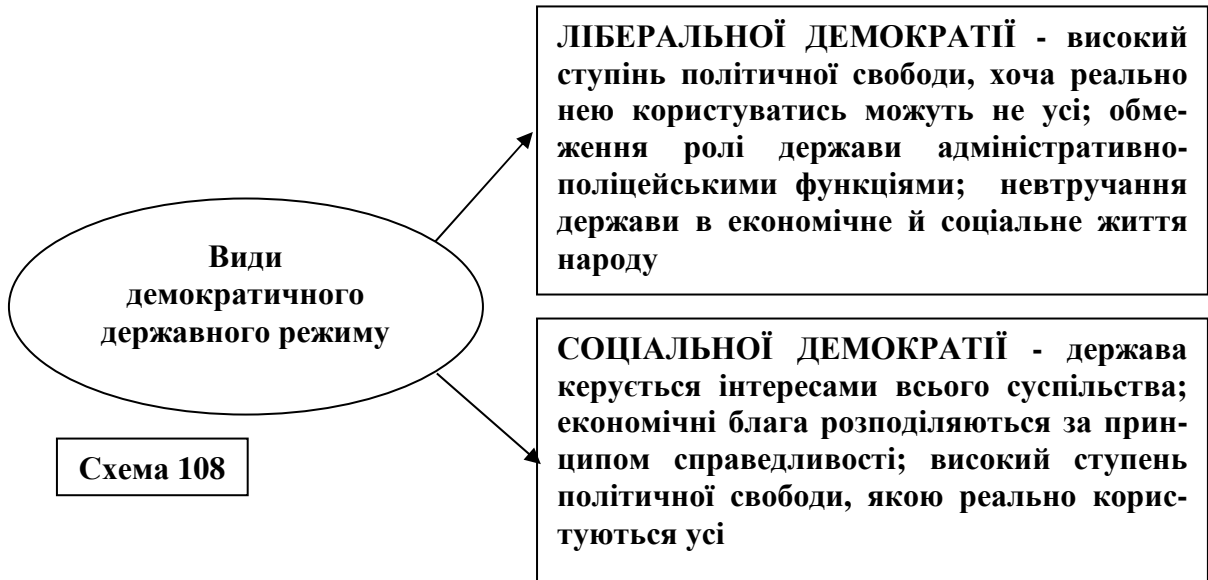 ЛІБЕРАЛЬНОЇ ДЕМОКРАТІЇ - високий
ступінь політичної свободи, хоча реально
нею користуватись можуть не усі; обме-
ження ролі держави адміністративно-
поліцейськими функціями; невтручання
держави в економічне й соціальне життя
народу
Види
демократичного
державного режиму
СОЦІАЛЬНОЇ ДЕМОКРАТІЇ - держава
керується інтересами всього суспільства;
економічні блага розподіляються за прин-
ципом справедливості; високий ступень
політичної свободи, якою реально корис-
туються усі
Схема 108